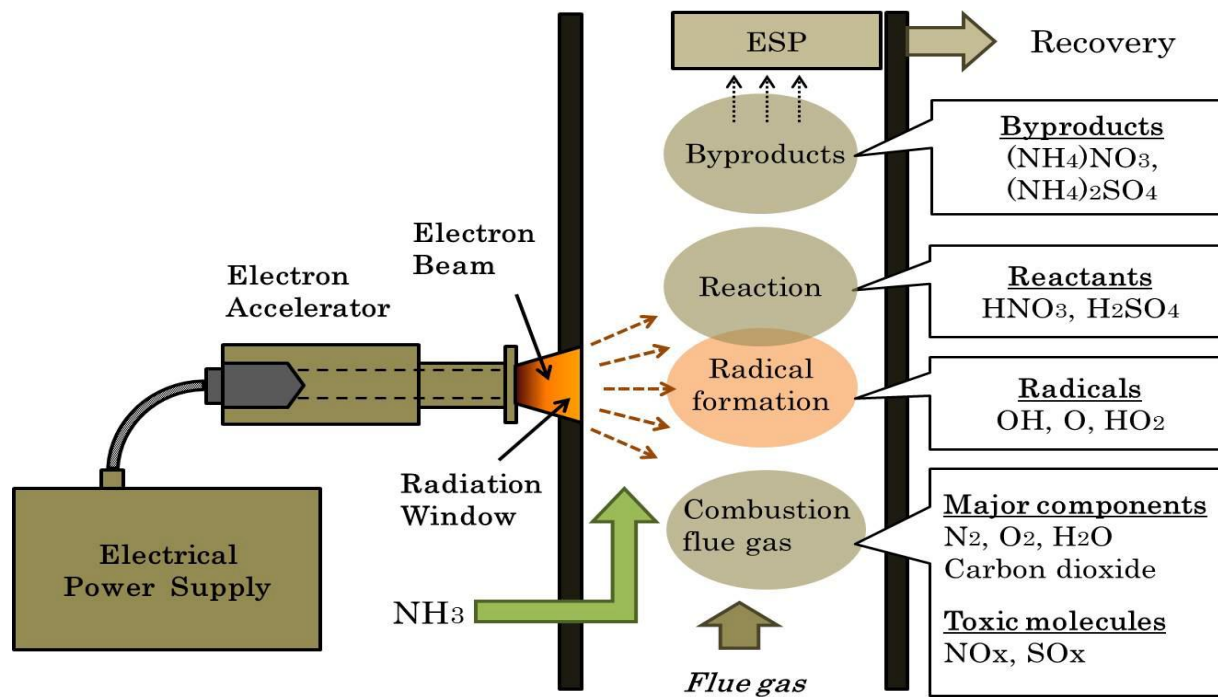 ESP
Recovery
Byproducts
Byproducts
(NH4)NO3,
(NH4)2SO4
Electron
Beam
Electron
Accelerator
Reaction
Reactants
HNO3, H2SO4
Radical
formation
Radicals
OH, O, HO2
Radiation
Window
Electrical
Power Supply
Combustion
flue gas
Major components
N2, O2, H2O
Carbon dioxide
Toxic molecules
NOx, SOx
NH3
Flue gas